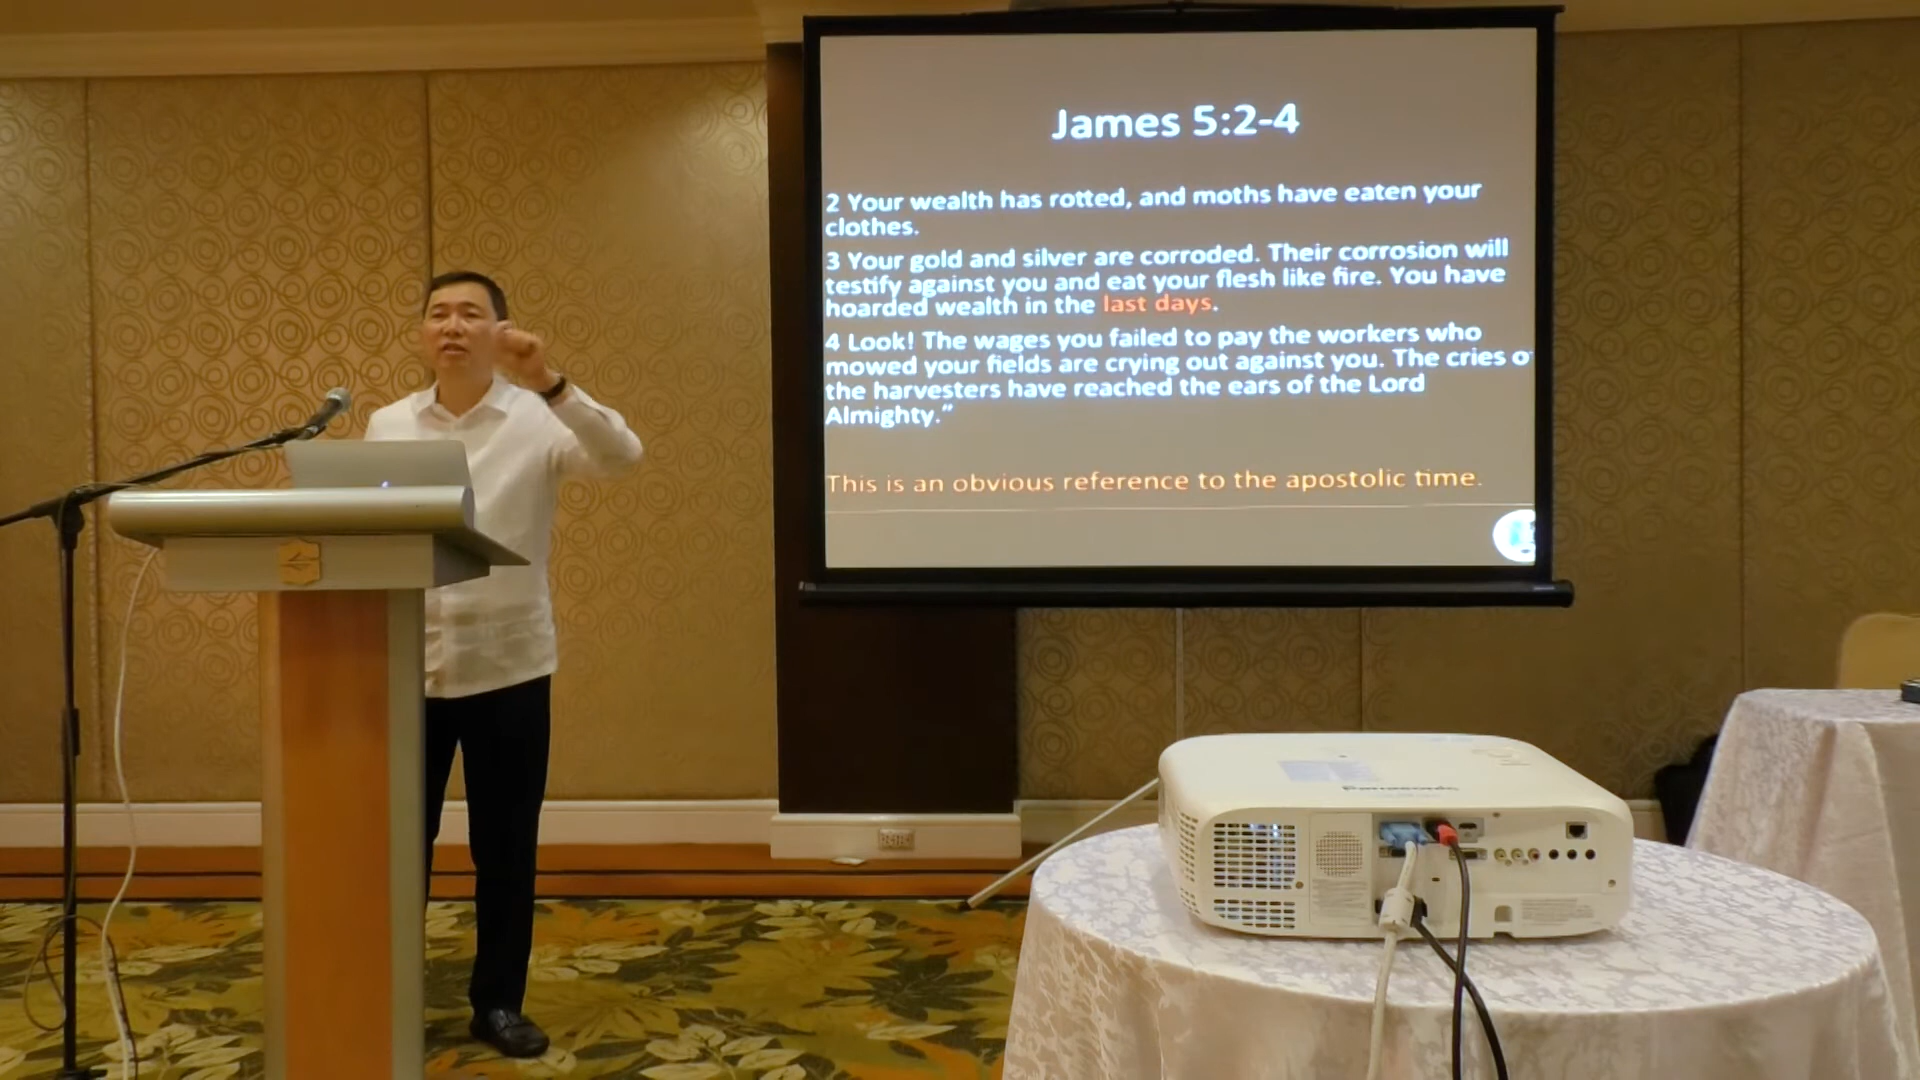 James 5:2-4
2 Your wealth has rotted, and moths have eaten your
clothes.
3 Your gold and silver are corroded. Their corrosion will
testify against you and eat your flesh like fire. You have
hoarded wealth in the last days.
4 Look! The wages you failed to pay the workers who
mowed your fields are crying out against you. The cries o
the harvesters have reached the ears of the Lord
Almighty.”
This is an obvious reference to the apostolic time.
Panasonic